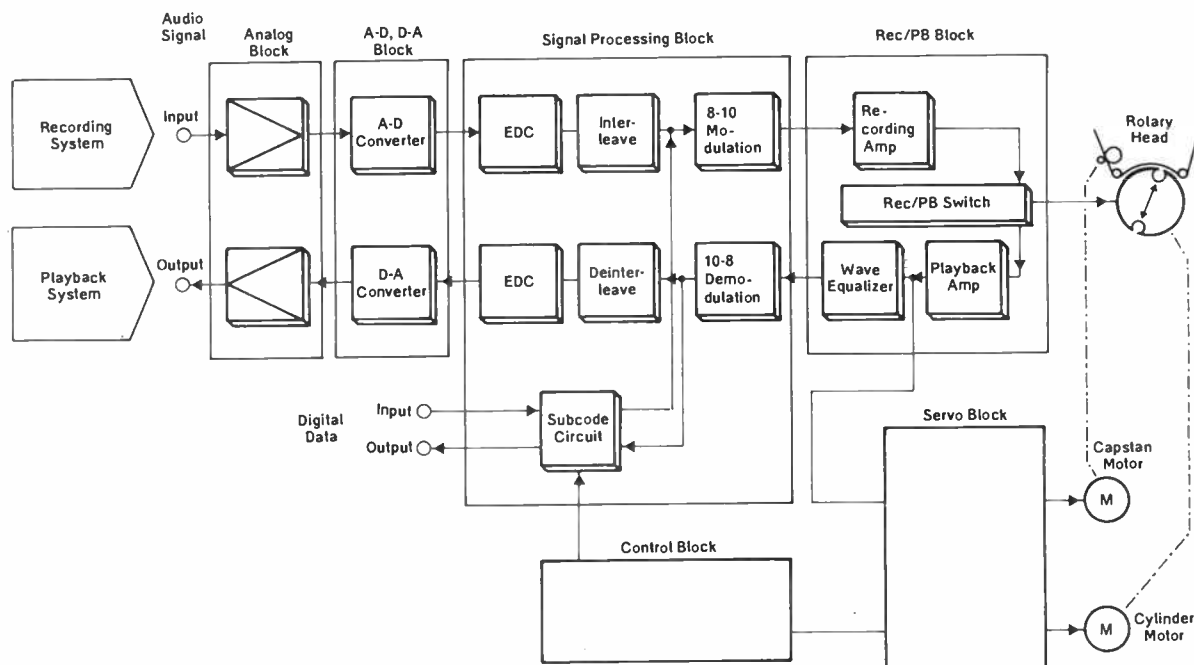 Audio
Signal
Analog
Block
A-D, D-A
Block
Signal Processing Block
Rec/PB Block
Recording
System
Input
A-D
Converter
EDC
Inter-
leave
8-10
Mo-
dulation
Re-
cording
Amp
Rotary
Head
Rec/PB Switch
Playback
System
Output
D-A
Converter
EDC
Deinter-
leave
10-8
Demo-
dulation
Wave
Equalizer
Playback
Amp
Digital
Data
Input
Output
Subcode
Circuit
Servo Block
Capstan
Motor
M
Control Block
M
Cylinder
Motor